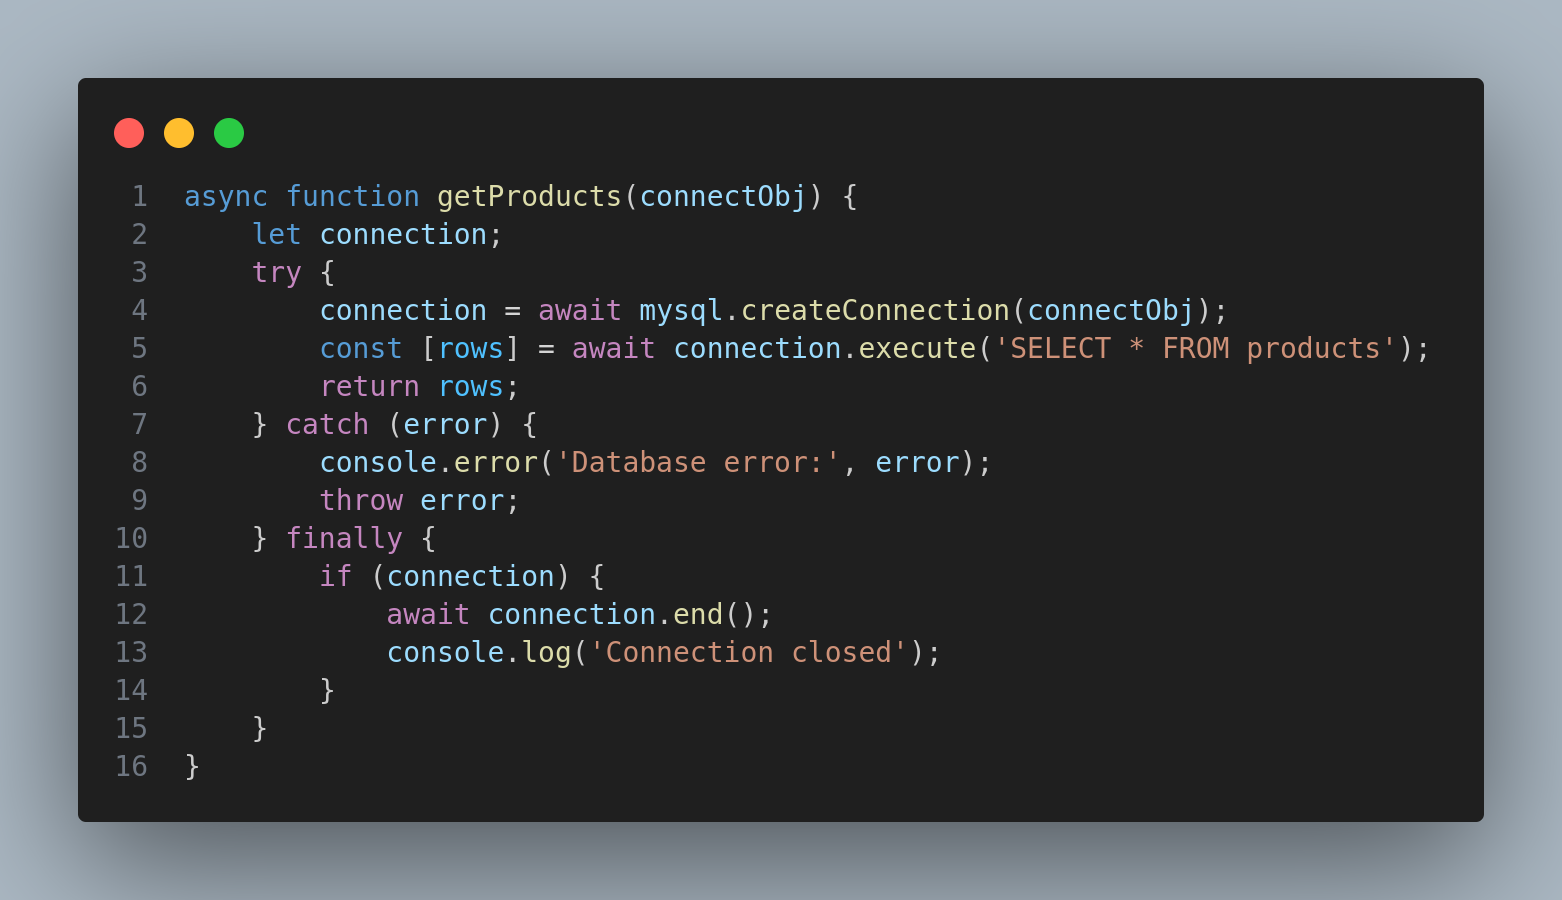 1 async function getProducts(connectObj) {
2     let connection;
3     try {
4         connection = await mysql.createConnection(connectObj);
5         const [rows] = await connection.execute('SELECT * FROM products');
6         return rows;
7     } catch (error) {
8         console.error('Database error:', error);
9         throw error;
10     } finally {
11         if (connection) {
12             await connection.end();
13             console.log('Connection closed');
14         }
15     }
16 }